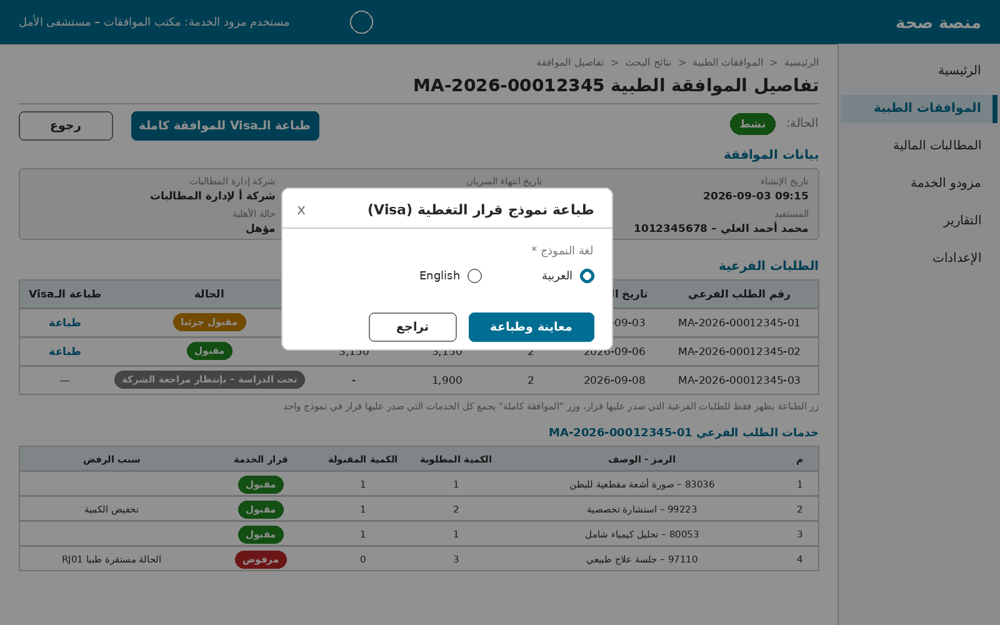 منصة صحة
مستخدم مزود الخدمة: مكتب الموافقات – مستشفى الأمل
الرئيسية
الموافقات الطبية
المطالبات المالية
مزودو الخدمة
التقارير
الإعدادات
الرئيسية > الموافقات الطبية > نتائج البحث > تفاصيل الموافقة
تفاصيل الموافقة الطبية MA-2026-00012345
الحالة: نشط
طباعة الـVisa للموافقة كاملة
رجوع
بيانات الموافقة
تاريخ الإنشاء تاريخ انتهاء السريان شركة إدارة المطالبات
2026-09-03 09:15 شركة أ لإدارة المطالبات
المستفيد حالة الأهلية
محمد أحمد العلي – 1012345678 مؤهل
طباعة نموذج قرار التغطية (Visa) x
لغة النموذج *
العربية English
معاينة وطباعة تراجع
الطلبات الفرعية
رقم الطلب الفرعي تاريخ الحالة طباعة الـVisa
MA-2026-00012345-01 09-03 مقبول جزئيا طباعة
MA-2026-00012345-02 2026-09-06 2 3,150 3,150 مقبول طباعة
MA-2026-00012345-03 2026-09-08 2 1,900 - تحت الدراسة – بإنتظار مراجعة الشركة —
زر الطباعة يظهر فقط للطلبات الفرعية التي صدر عليها قرار، وزر "الموافقة كاملة" يجمع كل الخدمات التي صدر عليها قرار في نموذج واحد
خدمات الطلب الفرعي MA-2026-00012345-01
م الرمز - الوصف الكمية المطلوبة الكمية المقبولة قرار الخدمة سبب الرفض
1 83036 – صورة أشعة مقطعية للبطن 1 1 مقبول
2 99223 – استشارة تخصصية 2 1 مقبول تخفيض الكمية
3 80053 – تحليل كيمياء شامل 1 1 مقبول
4 97110 – جلسة علاج طبيعي 3 0 مرفوض الحالة مستقرة طبيا RJ01